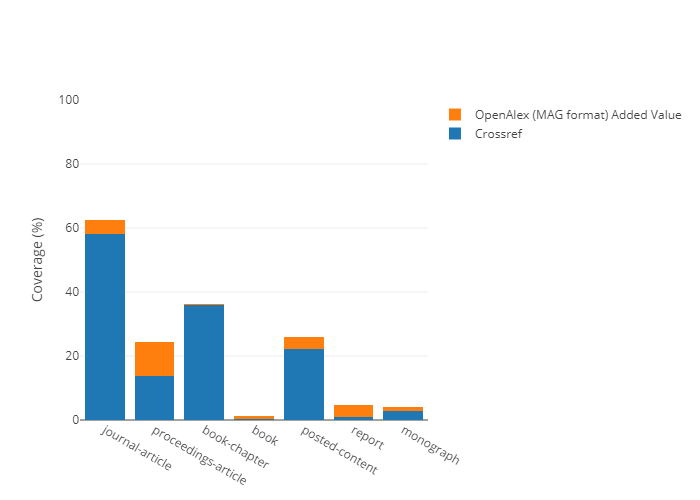 100
80
60
40
20
0
Coverage (%)
journal-article
proceedings-article
book-chapter
book
posted-content
report
monograph
OpenAlex (MAG format) Added Value
Crossref